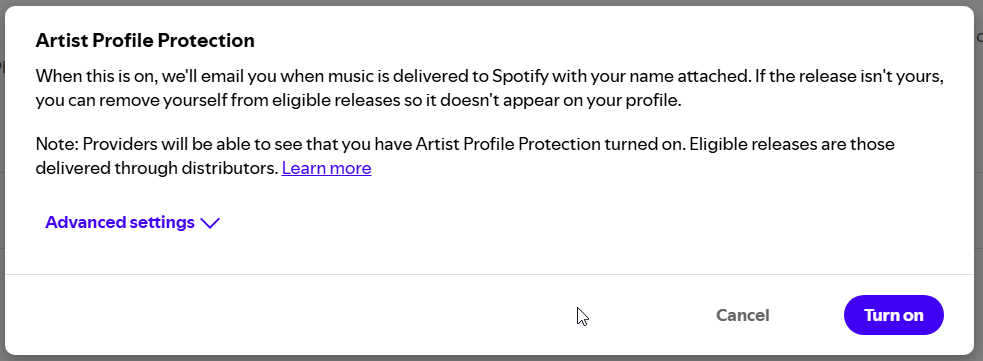 Artist Profile Protection
When this is on, we'll email you when music is delivered to Spotify with your name attached. If the release isn't yours,
you can remove yourself from eligible releases so it doesn't appear on your profile.
Note: Providers will be able to see that you have Artist Profile Protection turned on. Eligible releases are those
delivered through distributors. Learn more
Advanced settings
Cancel
Turn on